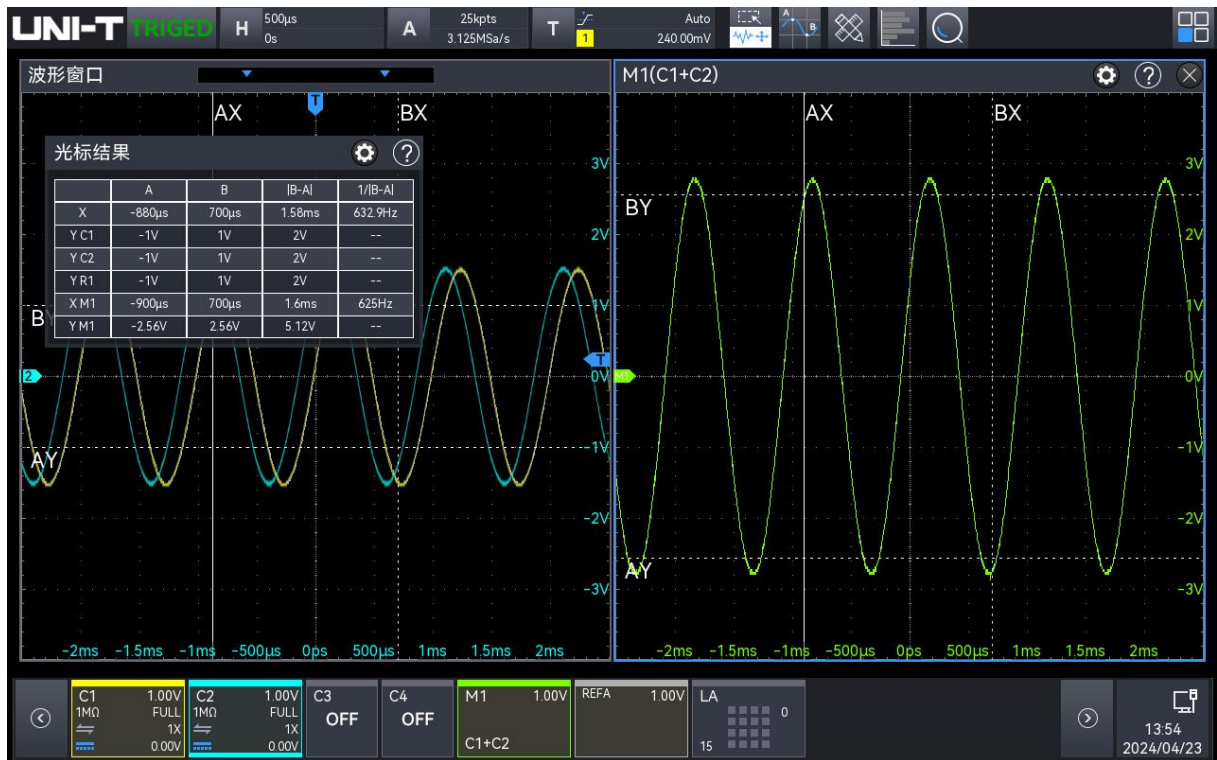 UNI-T TRIGED H 500μs 0s A 25kpts 3.125MSa/s T 1 Auto 240.00mV A B
波形窗口
T
AX BX
光标结果
A B |B-A| 1/|B-A|
X -880μs 700μs 1.58ms 632.9Hz
Y C1 -1V 1V 2V --
Y C2 -1V 1V 2V --
Y R1 -1V 1V 2V --
X M1 -900μs 700μs 1.6ms 625Hz
Y M1 -2.56V 2.56V 5.12V --
3V
2V
1V
B
T
2
0V
-1V
AY
-2V
-3V
-2ms -1.5ms -1ms -500μs 0ps 500μs 1ms 1.5ms 2ms
M1(C1+C2)
AX BX
3V
BY
2V
1V
M1
0V
-1V
-2V
AY
-3V
-2ms -1.5ms -1ms -500μs 0ps 500μs 1ms 1.5ms 2ms
C1 1.00V
1MΩ FULL
1X
0.00V
C2 1.00V
1MΩ FULL
1X
0.00V
C3
OFF
C4
OFF
M1 1.00V
C1+C2
REFA 1.00V
LA
0
15
13:54
2024/04/23